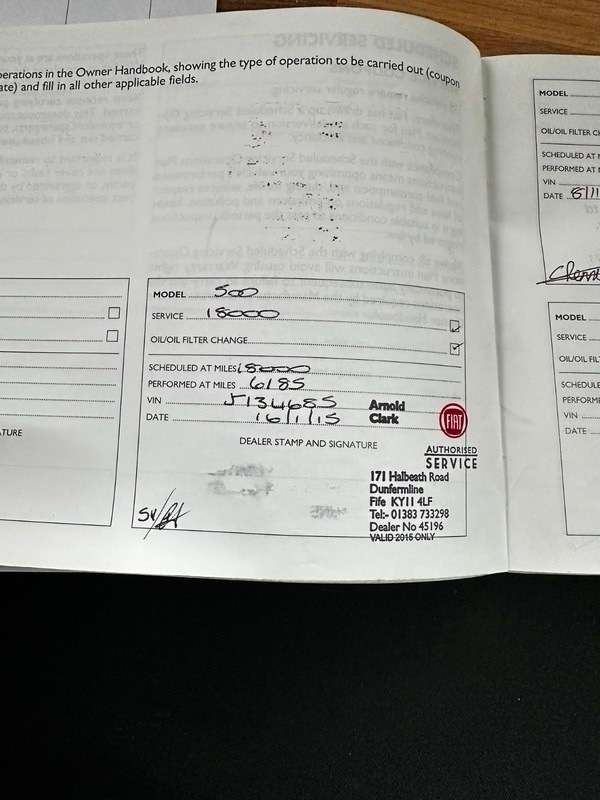 perations in the Owner Handbook, showing the type of operation to be carried out (coupon
ate) and fill in all other applicable fields.
MODEL 500
SERVICE 18000
OIL/OIL FILTER CHANGE
SCHEDULED AT MILES 18000
PERFORMED AT MILES 6185
VIN J134685
DATE 16/1/15
DEALER STAMP AND SIGNATURE
Arnold
Clark
FIAT
AUTHORISED
SERVICE
171 Halbeath Road
Dunfermline
Fife KY11 4LF
Tel:- 01383 733298
Dealer No 45196
VALID 2015 ONLY
ATURE
MODEL
SERVICE
OIL/OIL FILTER CH
SCHEDULED AT M
PERFORMED AT M
VIN
DATE 8/11
MODEL
SERVICE
OIL/OIL FIL
SCHEDULE
PERFORM
VIN
DATE